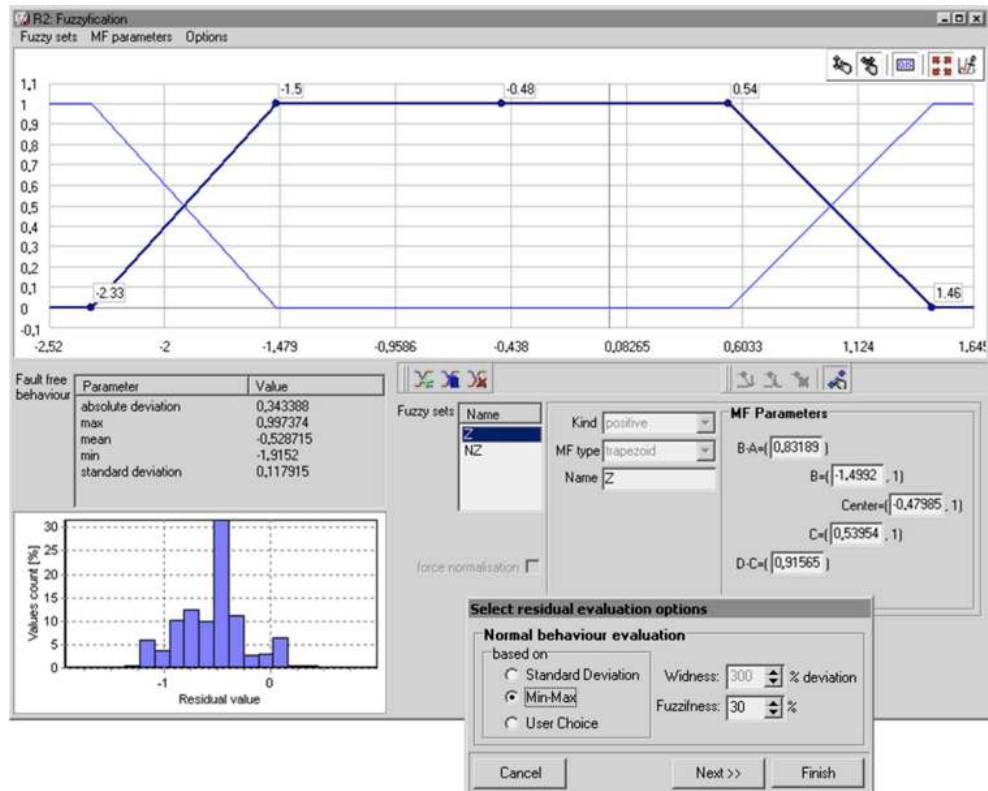 R2: Fuzzyfication
Fuzzy sets MF parameters Options
1,1
1
0,9
0,8
0,7
0,6
0,5
0,4
0,3
0,2
0,1
0
-0,1
-1.5
-0.48
0.54
-2.33
1.46
-2,52 -2 -1,479 -0,9586 -0,438 0,08265 0,6033 1,124 1,645
Fault free behaviour
Parameter Value
absolute deviation 0,343388
max 0,997374
mean -0,528715
min -1,9152
standard deviation 0,117915
Fuzzy sets
Name
Z
NZ
force normalisation
Kind positive
MF type trapezoid
Name Z
MF Parameters
B-A=( 0,83189 )
B=( -1,4992 , 1)
Center=( -0,47985 , 1)
C=( 0,53954 , 1)
D-C=( 0,91565 )
Values count [%]
30
25
20
15
10
5
0
-1 0
Residual value
Select residual evaluation options
Normal behaviour evaluation
based on
Standard Deviation
Min-Max
User Choice
Widness: 300 % deviation
Fuzzifness: 30 %
Cancel Next >> Finish